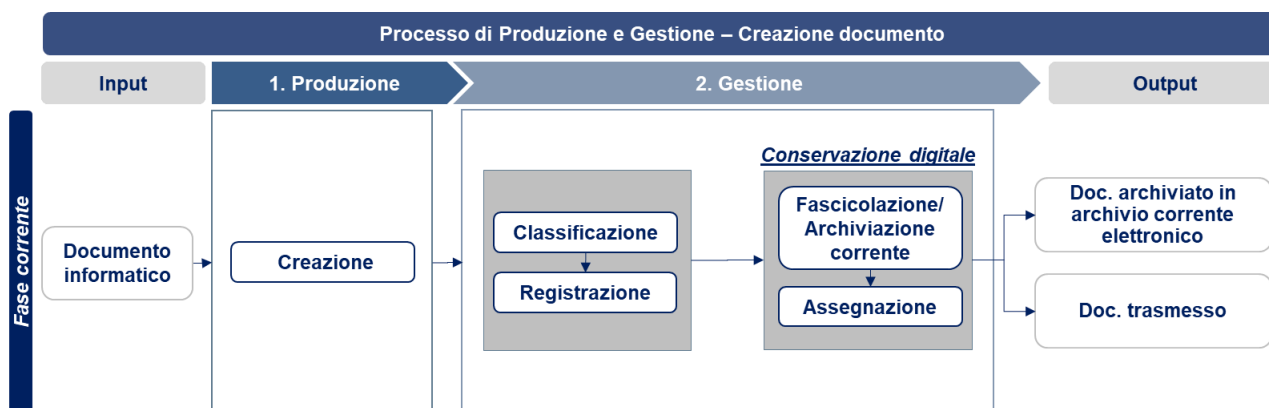 Processo di Produzione e Gestione – Creazione documento
Input
1. Produzione
2. Gestione
Output
Fase corrente
Documento
informatico
Creazione
Classificazione
Registrazione
Conservazione digitale
Fascicolazione/
Archiviazione
corrente
Assegnazione
Doc. archiviato in
archivio corrente
elettronico
Doc. trasmesso